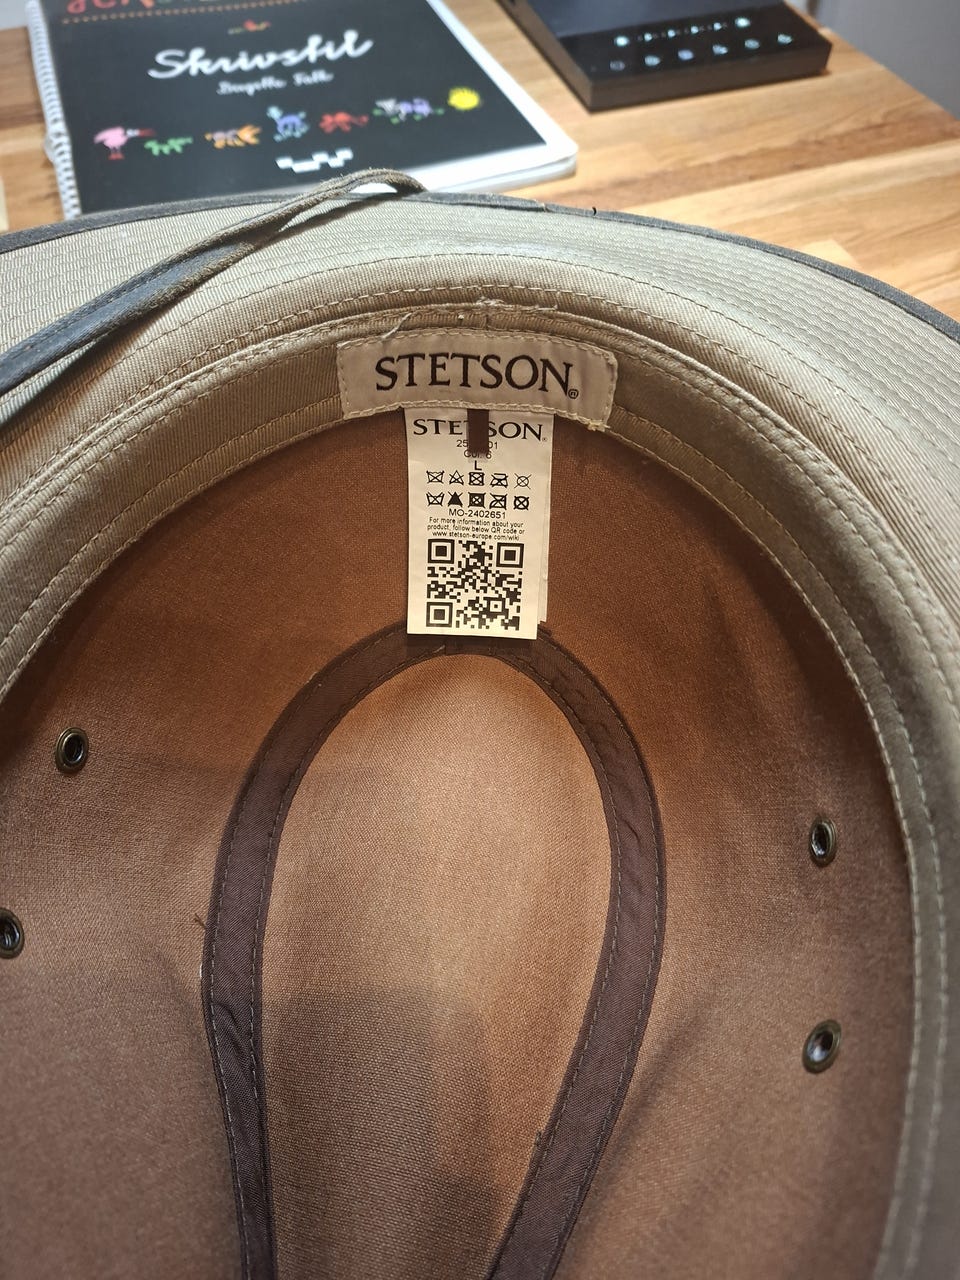 Skrivstil
STETSON
STETSON
L
MO-2402651
For more information about your
product, follow below QR code or
www.stetson-europe.com/wiki